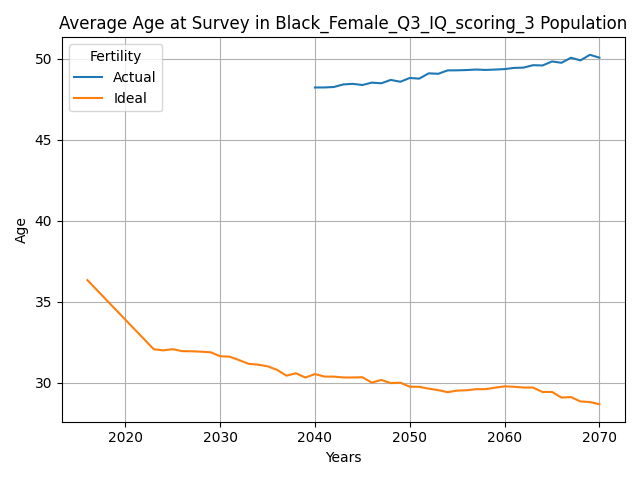 Average Age at Survey in Black_Female_Q3_IQ_scoring_3 Population
Fertility
Actual
Ideal
Age
50
45
40
35
30
2020
2030
2040
2050
2060
2070
Years